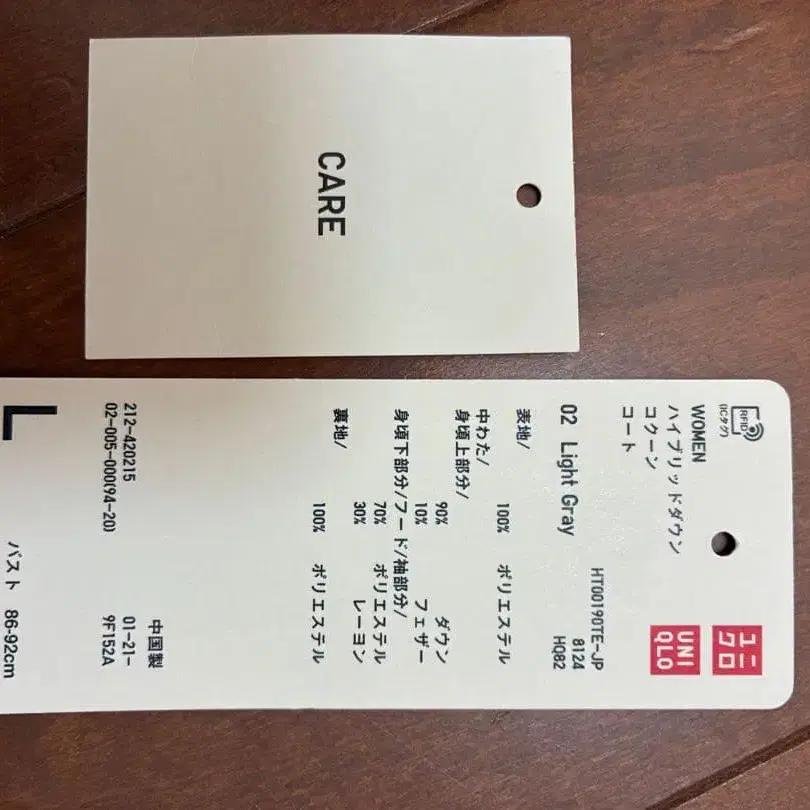 CARE
RFID
(ICタグ)
ユニ
クロ
UNI
QLO
WOMEN
ハイブリッドダウン
コクーン
コート
HT00190TE-JP
8124
HQ82
02 Light Gray
表地/
100% ポリエステル
中わた/
身頃上部分/
90% ダウン
10% フェザー
身頃下部分/フード/袖部分/
70% ポリエステル
30% レーヨン
裏地/
100% ポリエステル
中国製
212-420215 01-21-
02-005-000(94-20) 9F152A
L
バスト 86-92cm